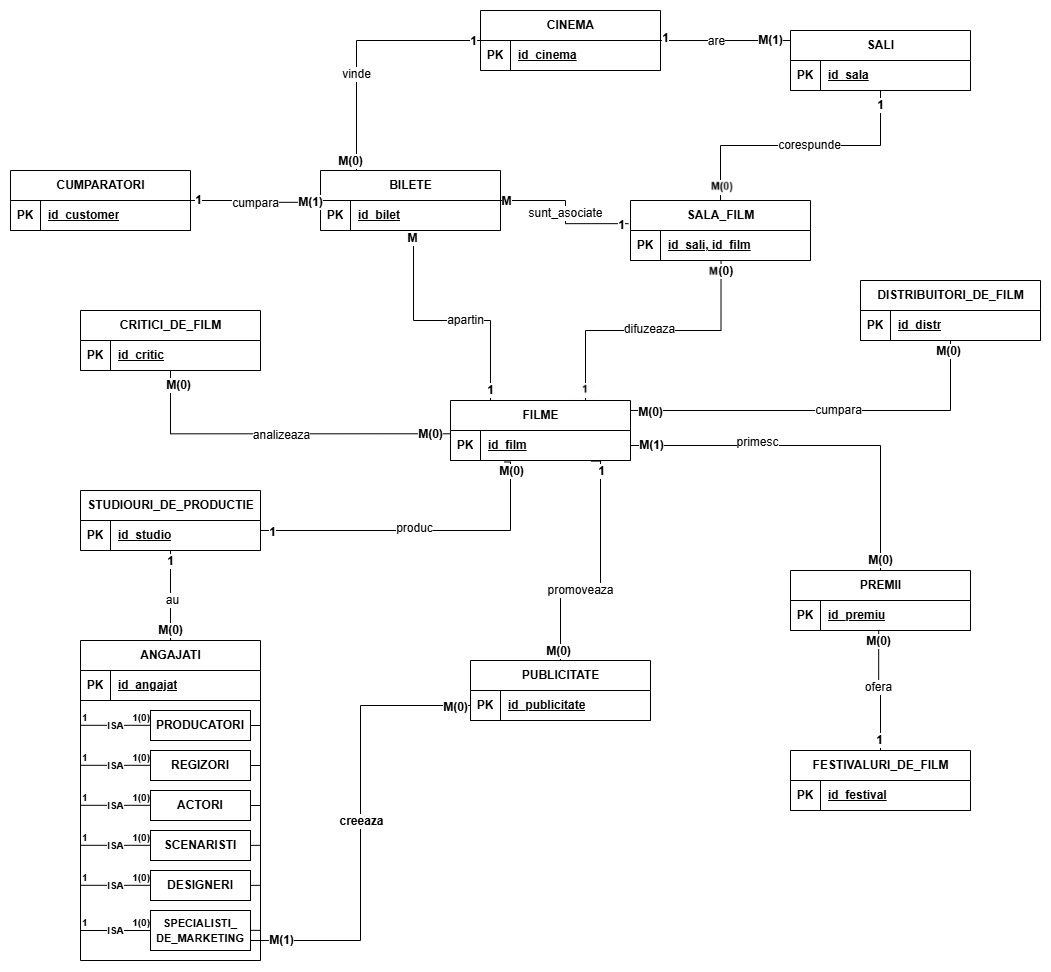 CINEMA
PK id_cinema
1
1
are
M(1)
SALI
PK id_sala
1
vinde
M(0)
corespunde
M(0)
CUMPARATORI
PK id_customer
1
cumpara
M(1)
BILETE
PK id_bilet
M
sunt_asociate
1
SALA_FILM
PK id_sali, id_film
M
M(0)
apartin
difuzeaza
1
1
DISTRIBUITORI_DE_FILM
PK id_distr
M(0)
cumpara
M(0)
CRITICI_DE_FILM
PK id_critic
M(0)
analizeaza
M(0)
FILME
PK id_film
M(1)
primesc
M(0)
M(0)
1
STUDIOURI_DE_PRODUCTIE
PK id_studio
1
produc
1
au
M(0)
promoveaza
M(0)
PREMII
PK id_premiu
M(0)
ofera
1
FESTIVALURI_DE_FILM
PK id_festival
ANGAJATI
PK id_angajat
1 ISA 1(0) PRODUCATORI
1 ISA 1(0) REGIZORI
1 ISA 1(0) ACTORI
1 ISA 1(0) SCENARISTI
1 ISA 1(0) DESIGNERI
1 ISA 1(0) SPECIALISTI_
DE_MARKETING
M(1)
creeaza
M(0)
PUBLICITATE
PK id_publicitate